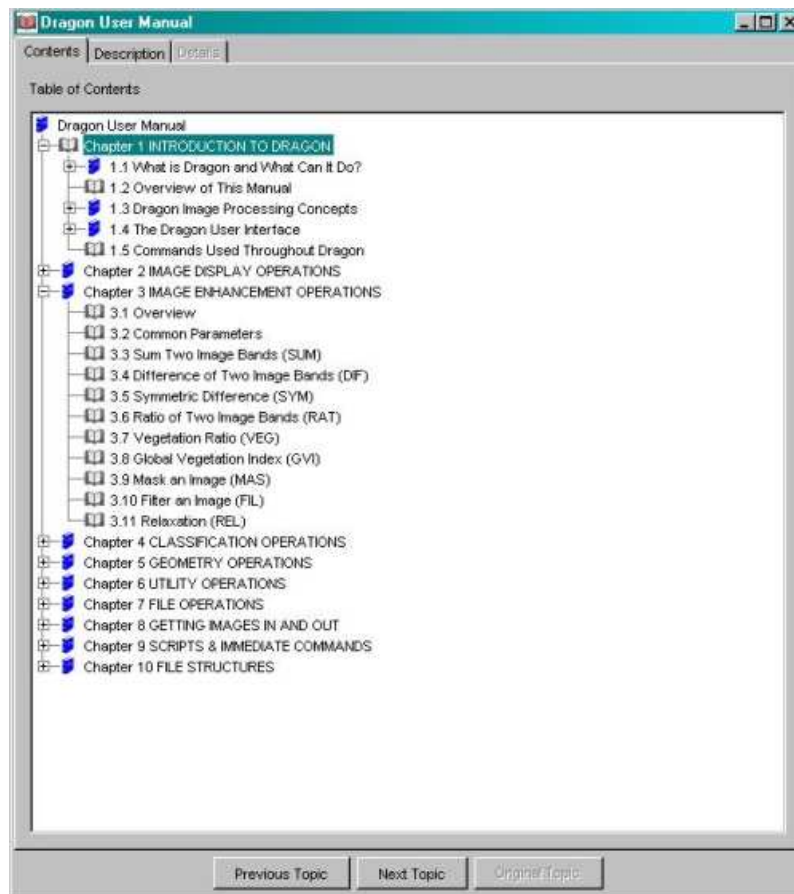 Dragon User Manual
Contents Description Details
Table of Contents
Dragon User Manual
Chapter 1 INTRODUCTION TO DRAGON
1.1 What is Dragon and What Can It Do?
1.2 Overview of This Manual
1.3 Dragon Image Processing Concepts
1.4 The Dragon User Interface
1.5 Commands Used Throughout Dragon
Chapter 2 IMAGE DISPLAY OPERATIONS
Chapter 3 IMAGE ENHANCEMENT OPERATIONS
3.1 Overview
3.2 Common Parameters
3.3 Sum Two Image Bands (SUM)
3.4 Difference of Two Image Bands (DIF)
3.5 Symmetric Difference (SYM)
3.6 Ratio of Two Image Bands (RAT)
3.7 Vegetation Ratio (VEG)
3.8 Global Vegetation Index (GVI)
3.9 Mask an Image (MAS)
3.10 Filter an Image (FIL)
3.11 Relaxation (REL)
Chapter 4 CLASSIFICATION OPERATIONS
Chapter 5 GEOMETRY OPERATIONS
Chapter 6 UTILITY OPERATIONS
Chapter 7 FILE OPERATIONS
Chapter 8 GETTING IMAGES IN AND OUT
Chapter 9 SCRIPTS & IMMEDIATE COMMANDS
Chapter 10 FILE STRUCTURES
Previous Topic Next Topic Original Topic